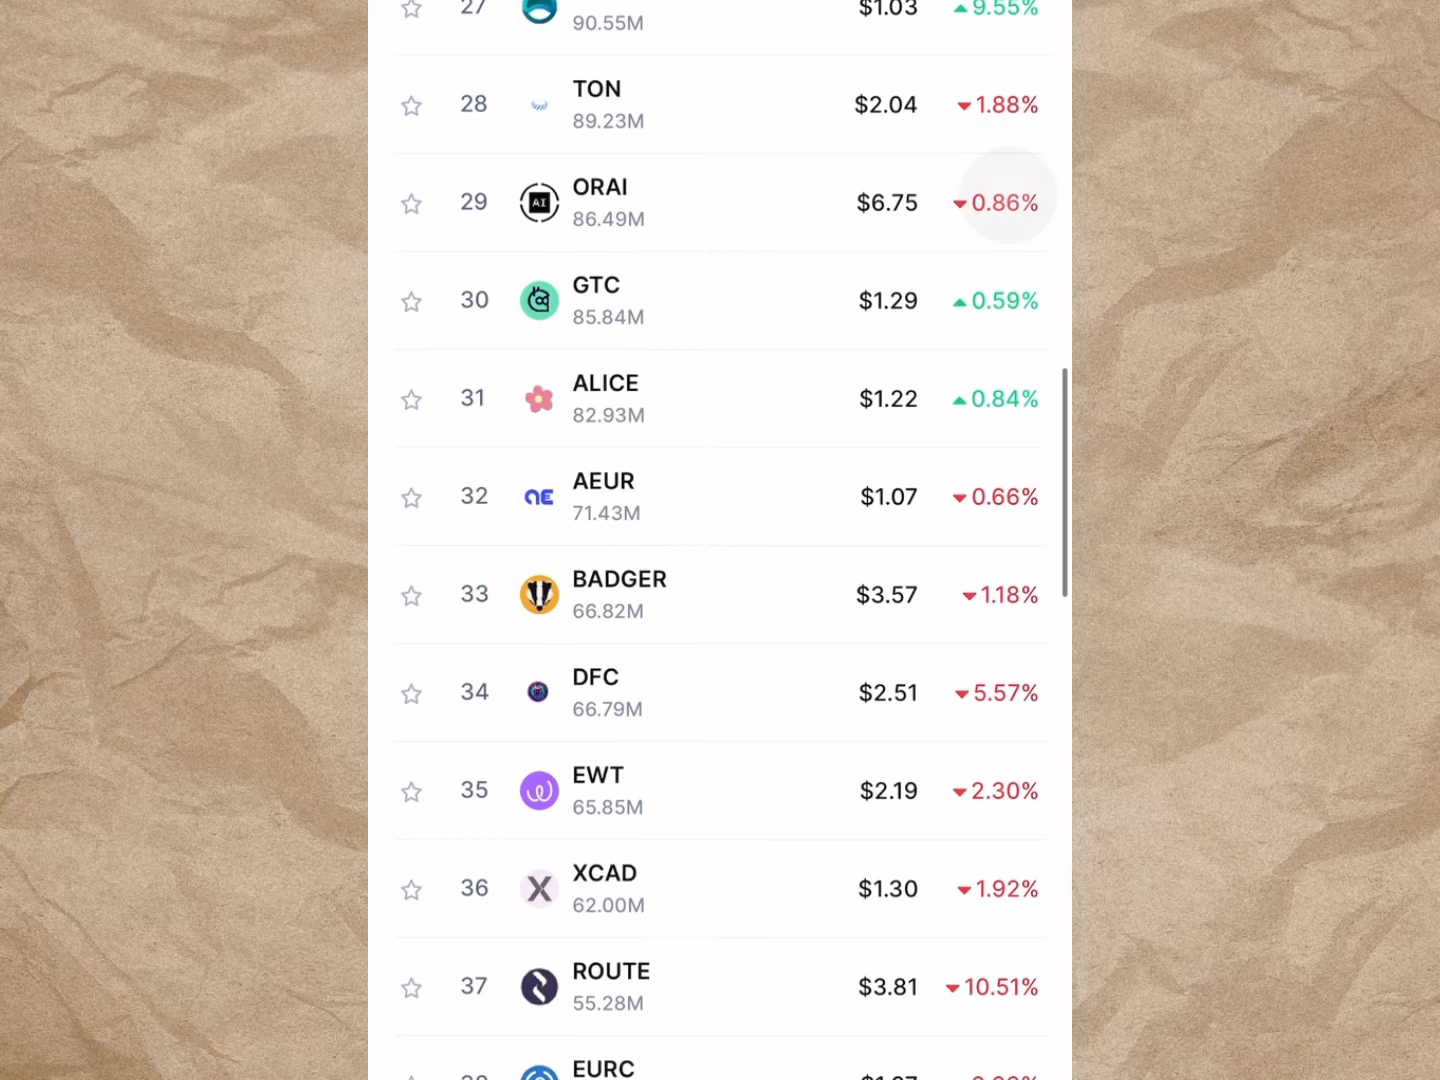 27 $1.03 9.55%
90.55M
TON
28 $2.04 1.88%
89.23M
ORAI
29 AI $6.75 0.86%
86.49M
GTC
30 $1.29 0.59%
85.84M
ALICE
31 $1.22 0.84%
82.93M
AEUR
32 $1.07 0.66%
71.43M
BADGER
33 $3.57 1.18%
66.82M
DFC
34 $2.51 5.57%
66.79M
EWT
35 $2.19 2.30%
65.85M
XCAD
36 X $1.30 1.92%
62.00M
ROUTE
37 $3.81 10.51%
55.28M
EURC